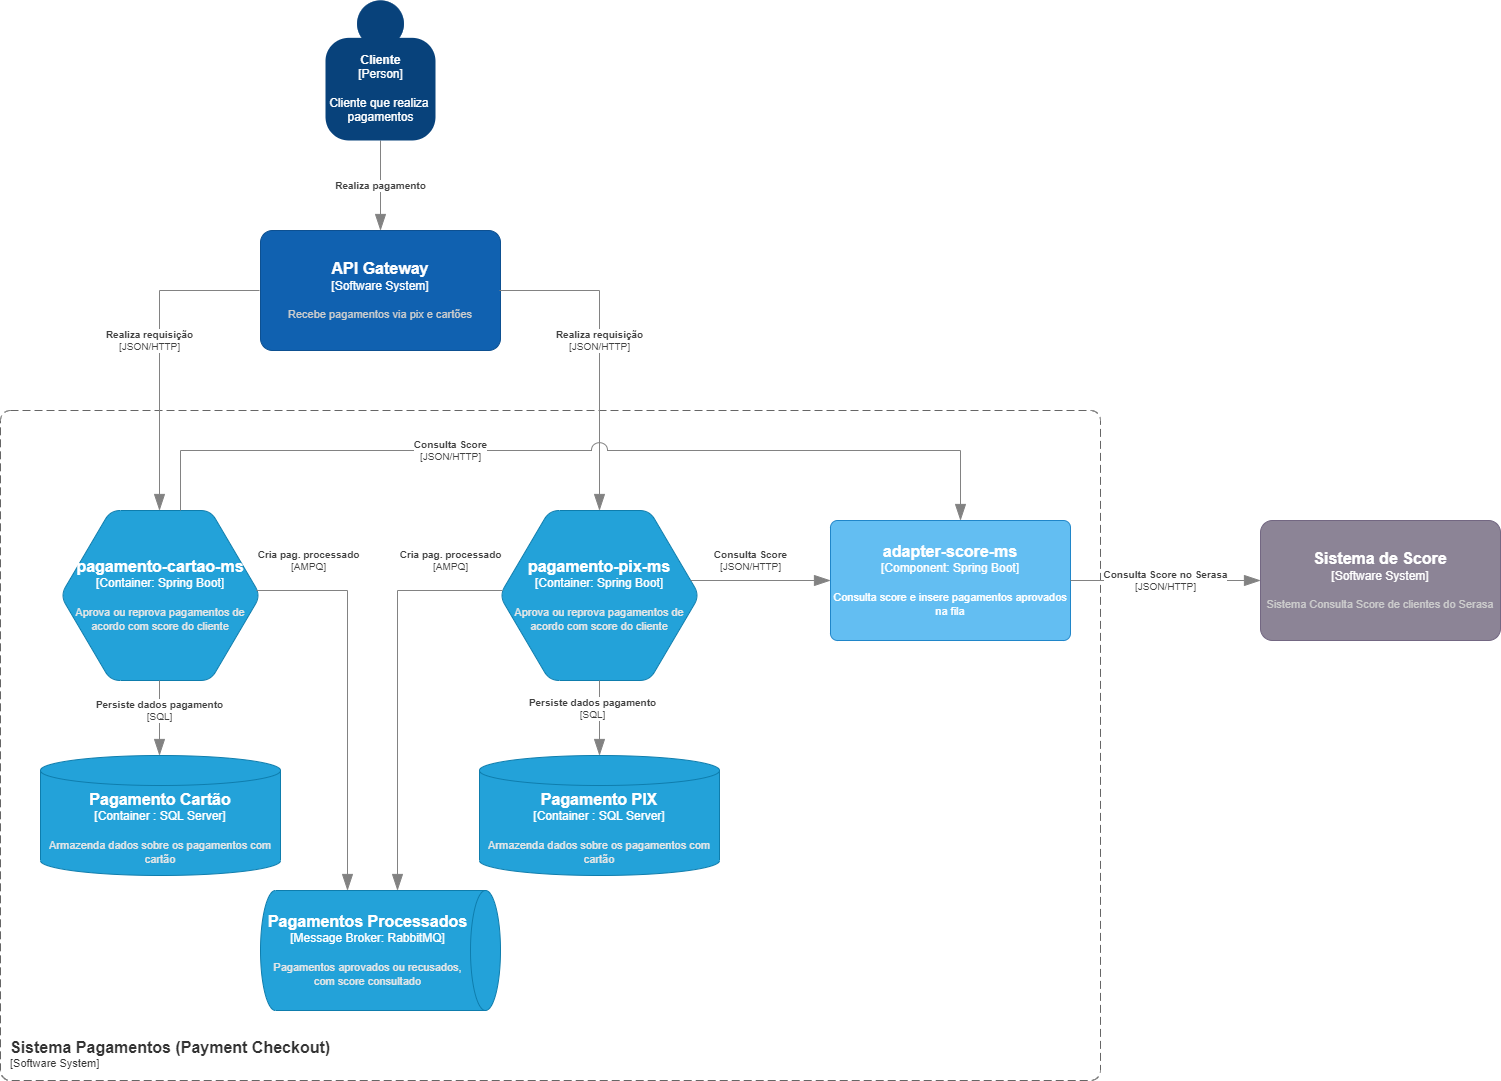 Cliente
[Person]
Cliente que realiza
pagamentos
Realiza pagamento
API Gateway
[Software System]
Recebe pagamentos via pix e cartões
Realiza requisição
[JSON/HTTP]
Realiza requisição
[JSON/HTTP]
Consulta Score
[JSON/HTTP]
pagamento-cartao-ms
[Container: Spring Boot]
Aprova ou reprova pagamentos de
acordo com score do cliente
Cria pag. processado
[AMPQ]
Cria pag. processado
[AMPQ]
pagamento-pix-ms
[Container: Spring Boot]
Aprova ou reprova pagamentos de
acordo com score do cliente
Consulta Score
[JSON/HTTP]
adapter-score-ms
[Component: Spring Boot]
Consulta score e insere pagamentos aprovados
na fila
Consulta Score no Serasa
[JSON/HTTP]
Sistema de Score
[Software System]
Sistema Consulta Score de clientes do Serasa
Persiste dados pagamento
[SQL]
Persiste dados pagamento
[SQL]
Pagamento Cartão
[Container : SQL Server]
Armazenda dados sobre os pagamentos com
cartão
Pagamento PIX
[Container : SQL Server]
Armazenda dados sobre os pagamentos com
cartão
Pagamentos Processados
[Message Broker: RabbitMQ]
Pagamentos aprovados ou recusados,
com score consultado
Sistema Pagamentos (Payment Checkout)
[Software System]